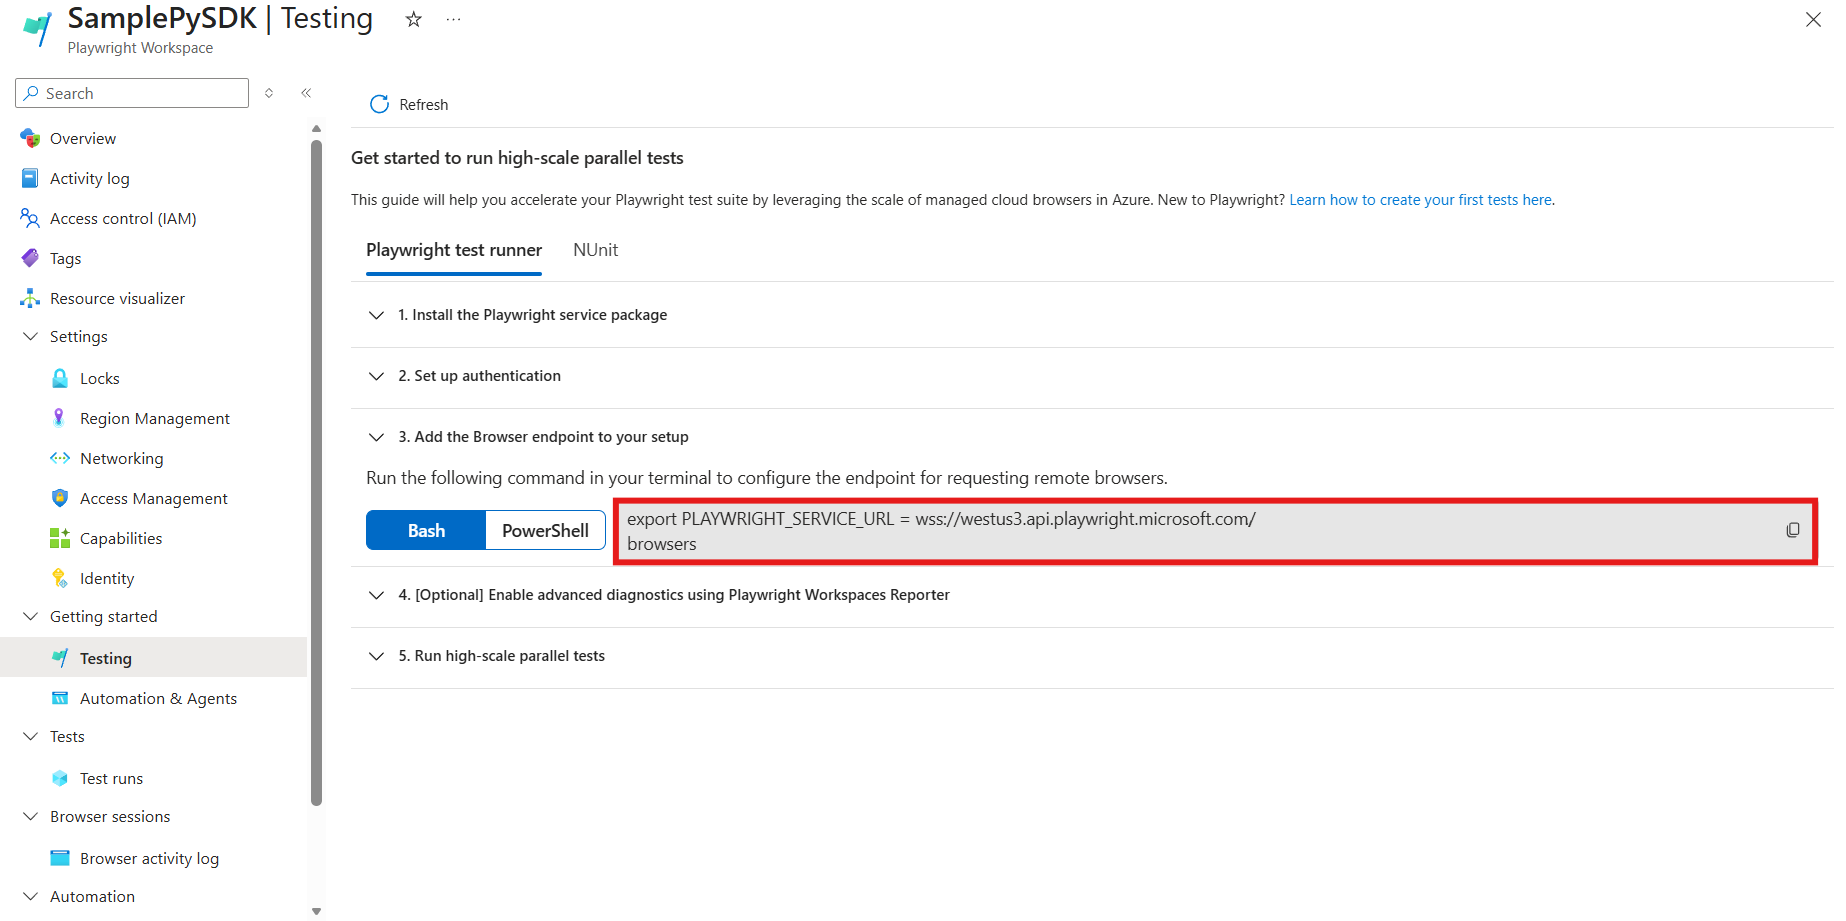 SamplePySDK | Testing
Playwright Workspace
Search
Overview
Activity log
Access control (IAM)
Tags
Resource visualizer
Settings
Locks
Region Management
Networking
Access Management
Capabilities
Identity
Getting started
Testing
Automation & Agents
Tests
Test runs
Browser sessions
Browser activity log
Automation
Refresh
Get started to run high-scale parallel tests
This guide will help you accelerate your Playwright test suite by leveraging the scale of managed cloud browsers in Azure. New to Playwright? Learn how to create your first tests here.
Playwright test runner NUnit
1. Install the Playwright service package
2. Set up authentication
3. Add the Browser endpoint to your setup
Run the following command in your terminal to configure the endpoint for requesting remote browsers.
Bash PowerShell
export PLAYWRIGHT_SERVICE_URL = wss://westus3.api.playwright.microsoft.com/
browsers
4. [Optional] Enable advanced diagnostics using Playwright Workspaces Reporter
5. Run high-scale parallel tests